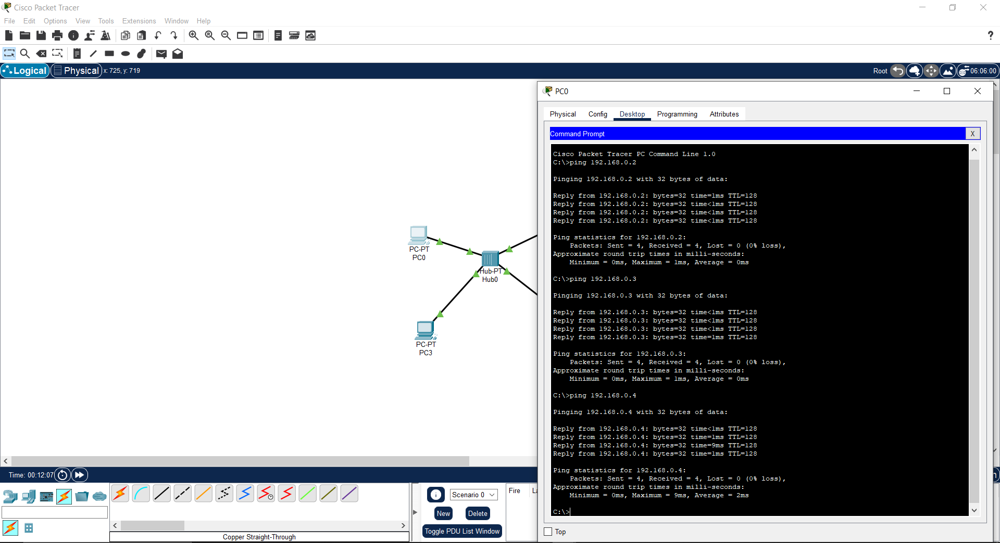 Cisco Packet Tracer
File Edit Options View Tools Extensions Window Help
?
Logical Physical x: 725, y: 719 Root 06:06:00
PC0
Physical Config Desktop Programming Attributes
Command Prompt X
Cisco Packet Tracer PC Command Line 1.0
C:\>ping 192.168.0.2
Pinging 192.168.0.2 with 32 bytes of data:
Reply from 192.168.0.2: bytes=32 time=1ms TTL=128
Reply from 192.168.0.2: bytes=32 time<1ms TTL=128
Reply from 192.168.0.2: bytes=32 time<1ms TTL=128
Reply from 192.168.0.2: bytes=32 time<1ms TTL=128
Ping statistics for 192.168.0.2:
Packets: Sent = 4, Received = 4, Lost = 0 (0% loss),
Approximate round trip times in milli-seconds:
Minimum = 0ms, Maximum = 1ms, Average = 0ms
C:\>ping 192.168.0.3
Pinging 192.168.0.3 with 32 bytes of data:
Reply from 192.168.0.3: bytes=32 time<1ms TTL=128
Reply from 192.168.0.3: bytes=32 time<1ms TTL=128
Reply from 192.168.0.3: bytes=32 time<1ms TTL=128
Reply from 192.168.0.3: bytes=32 time=1ms TTL=128
Ping statistics for 192.168.0.3:
Packets: Sent = 4, Received = 4, Lost = 0 (0% loss),
Approximate round trip times in milli-seconds:
Minimum = 0ms, Maximum = 1ms, Average = 0ms
C:\>ping 192.168.0.4
Pinging 192.168.0.4 with 32 bytes of data:
Reply from 192.168.0.4: bytes=32 time<1ms TTL=128
Reply from 192.168.0.4: bytes=32 time=1ms TTL=128
Reply from 192.168.0.4: bytes=32 time=9ms TTL=128
Reply from 192.168.0.4: bytes=32 time=1ms TTL=128
Ping statistics for 192.168.0.4:
Packets: Sent = 4, Received = 4, Lost = 0 (0% loss),
Approximate round trip times in milli-seconds:
Minimum = 0ms, Maximum = 9ms, Average = 2ms
C:\>
Top
PC-PT
PC0
Hub-PT
Hub0
PC-PT
PC3
Time: 00:12:07
Scenario 0
New Delete
Toggle PDU List Window
Fire
Copper Straight-Through